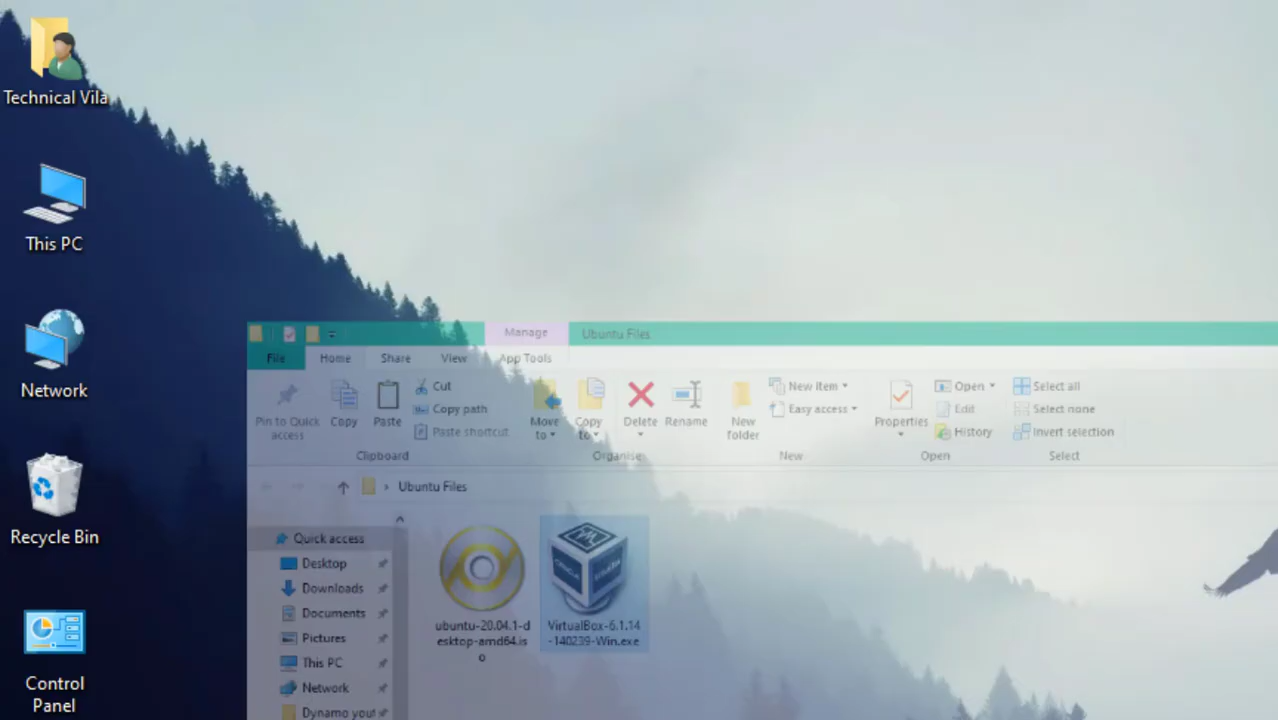 Technical Vila
This PC
Network
Recycle Bin
Control
Panel
Manage
Ubuntu Files
File
Home
Share
View
App Tools
Pin to Quick
access
Copy
Paste
Cut
Copy path
Paste shortcut
Clipboard
Move
to
Copy
to
Delete
Rename
Organise
New
folder
New item
Easy access
New
Properties
Open
Edit
History
Open
Select all
Select none
Invert selection
Select
Ubuntu Files
Quick access
Desktop
Downloads
Documents
Pictures
This PC
Network
Dynamo yout
ubuntu-20.04.1-d
esktop-amd64.is
o
VirtualBox-6.1.14
-140239-Win.exe